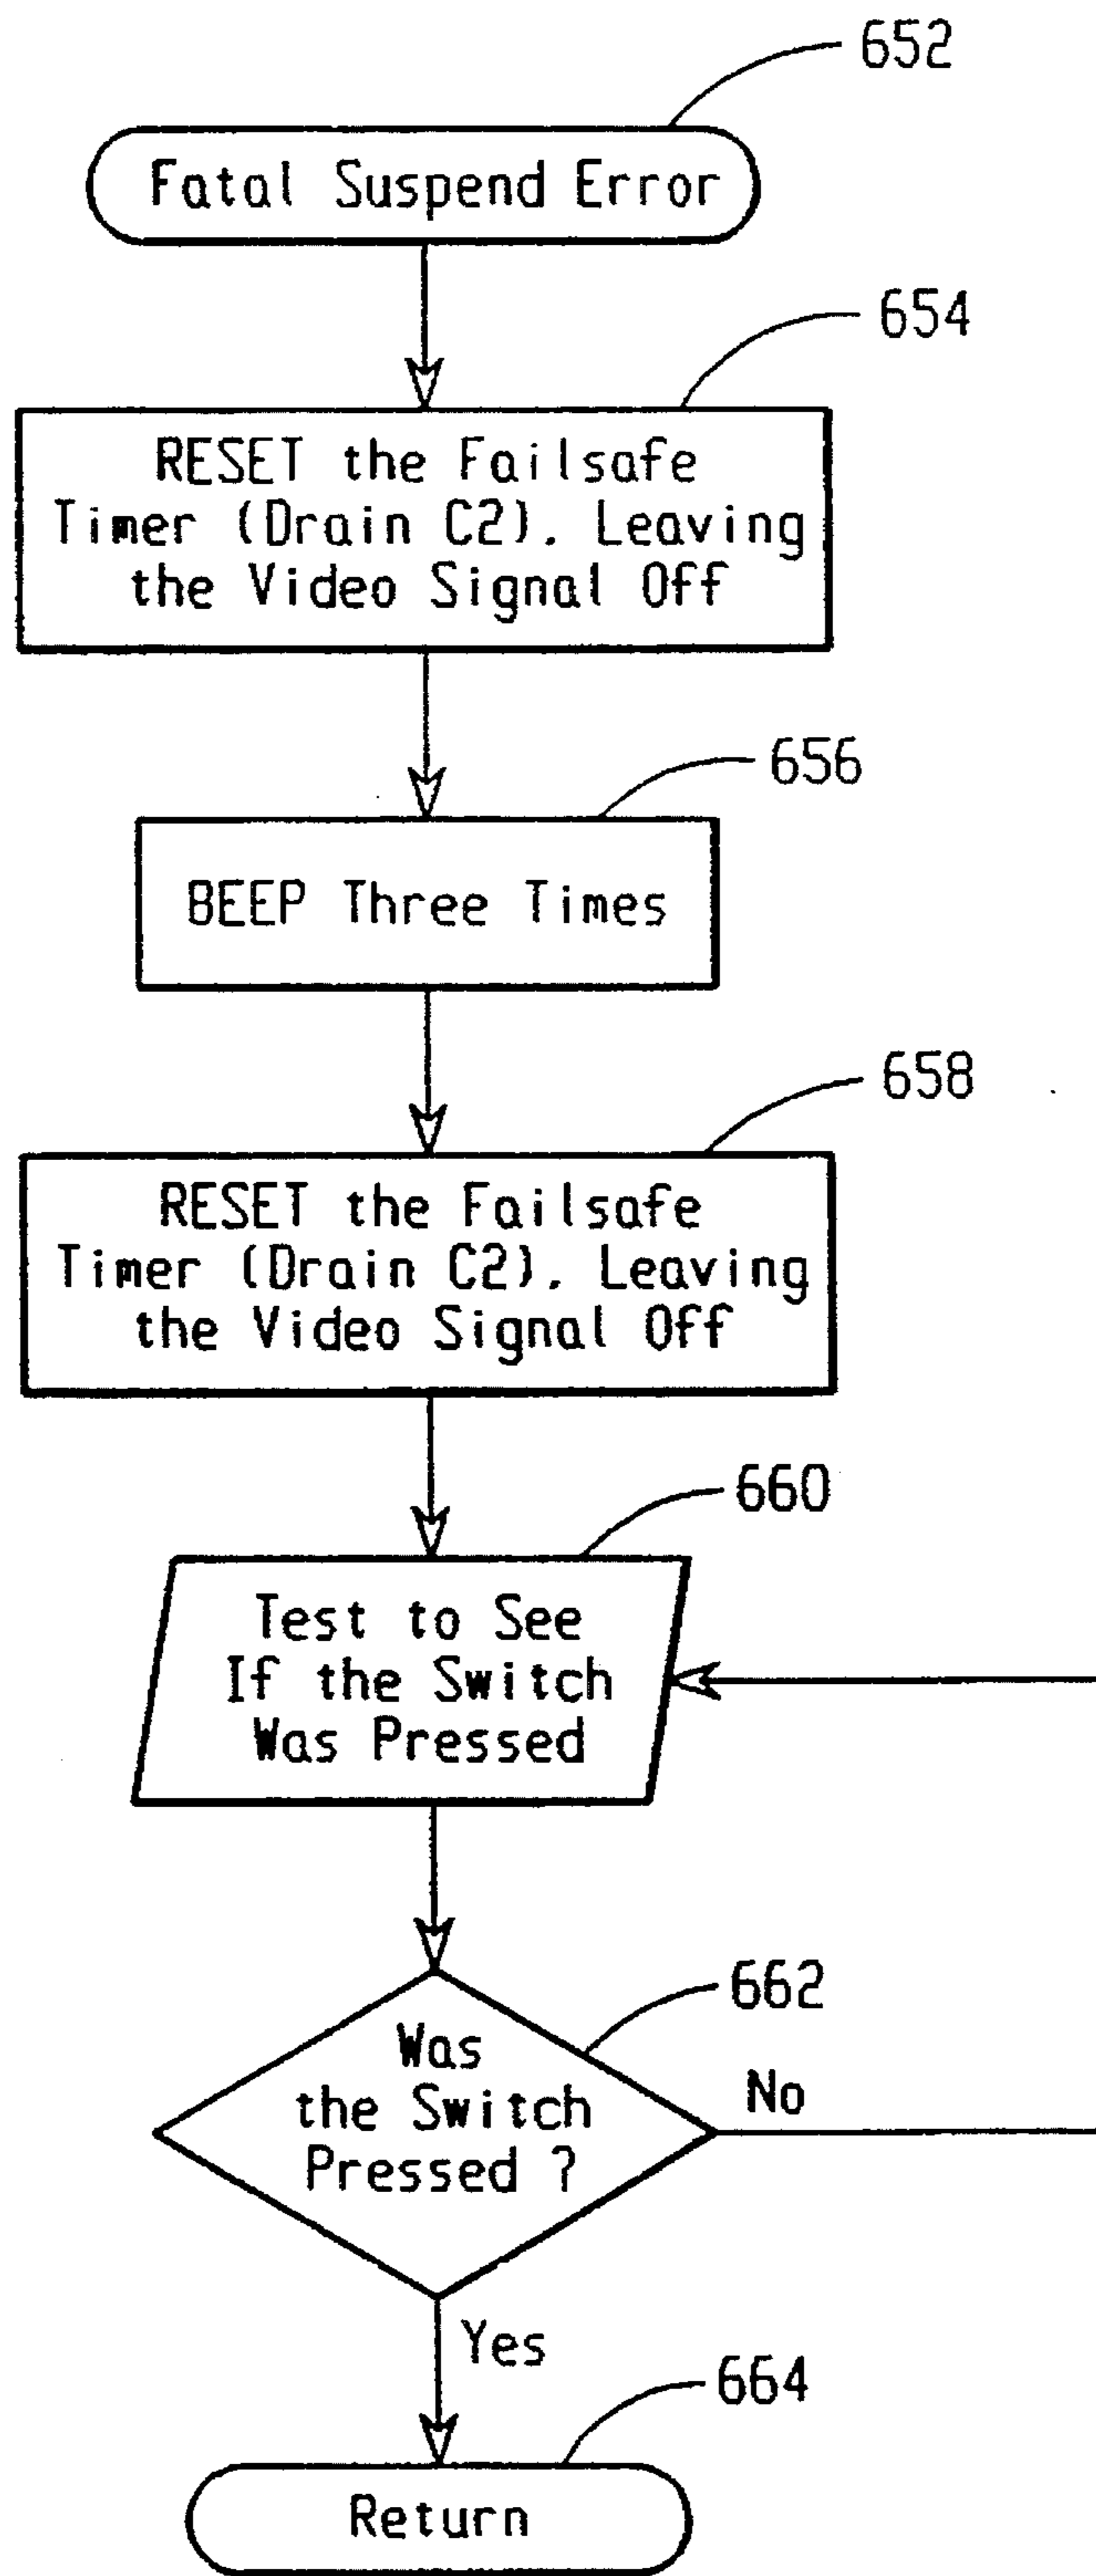 652
Fatal Suspend Error
654
RESET the Failsafe
Timer (Drain C2), Leaving
the Video Signal Off
656
BEEP Three Times
658
RESET the Failsafe
Timer (Drain C2), Leaving
the Video Signal Off
660
Test to See
If the Switch
Was Pressed
662
Was
the Switch
Pressed ?
No
Yes
664
Return